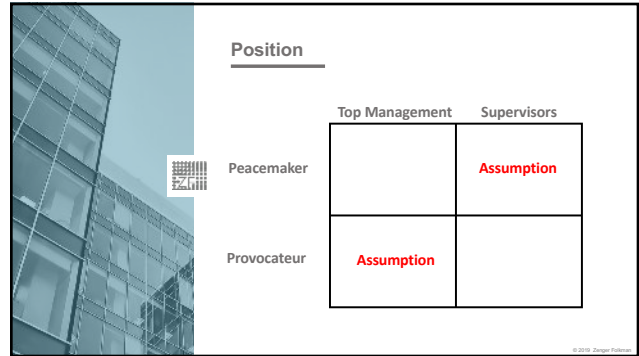 Position
Top Management Supervisors
Peacemaker Assumption
Provocateur Assumption
© 2019 Zenger Folkman